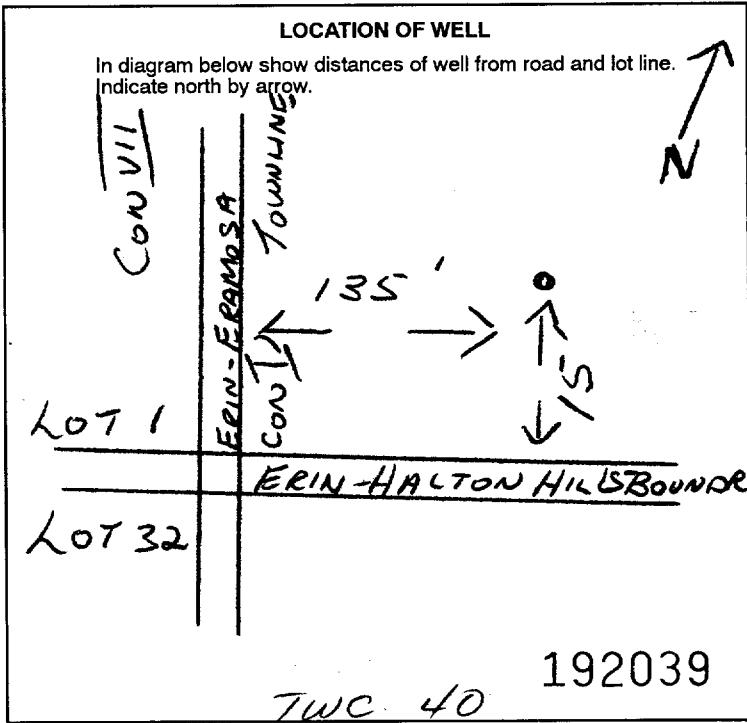 LOCATION OF WELL
In diagram below show distances of well from road and lot line.
Indicate north by arrow.
N
CON VII
ERIN-ERAMOSA
TOWNLINE
135'
CON I
15'
LOT 1
ERIN-HALTON HILLS BOUNDR
LOT 32
192039
TWC 40